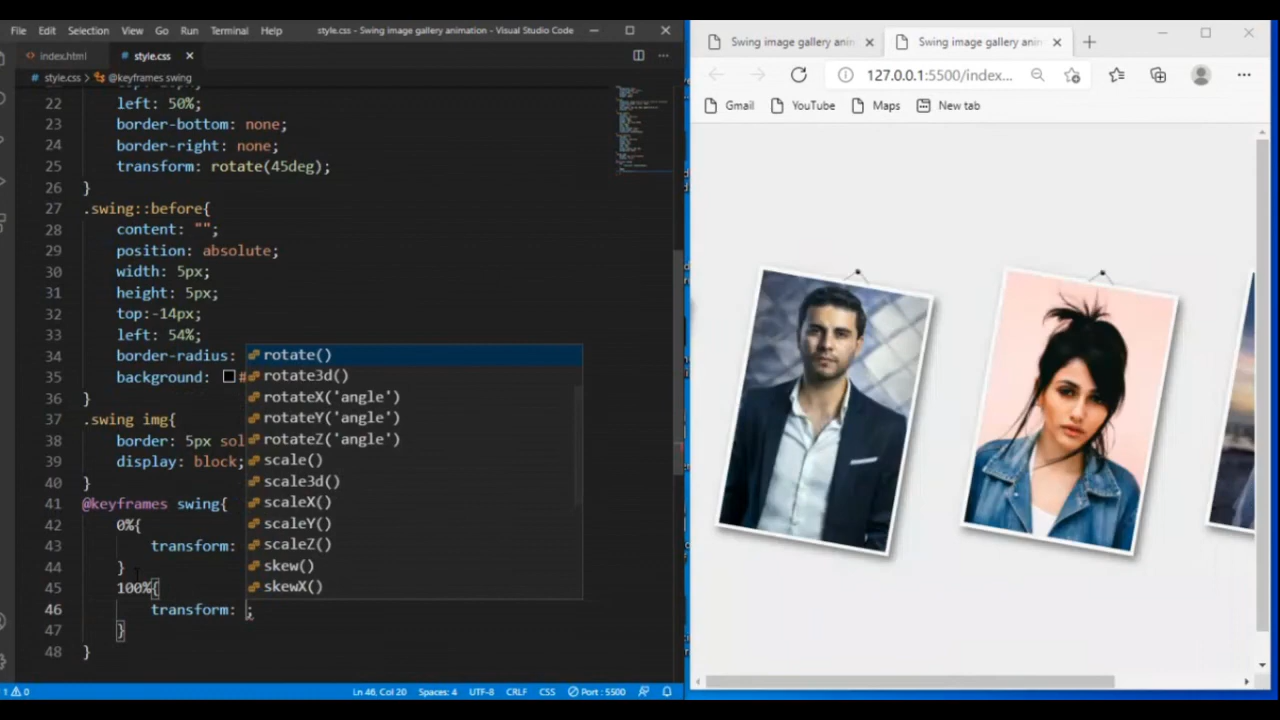 File Edit Selection View Go Run Terminal Help style.css - Swing image gallery animation - Visual Studio Code
index.html style.css
style.css > @keyframes swing
22 left: 50%;
23 border-bottom: none;
24 border-right: none;
25 transform: rotate(45deg);
26 }
27 .swing::before{
28 content: "";
29 position: absolute;
30 width: 5px;
31 height: 5px;
32 top:-14px;
33 left: 54%;
34 border-radius:
35 background: #
36 }
37 .swing img{
38 border: 5px sol
39 display: block;
40 }
41 @keyframes swing{
42 0%{
43 transform:
44 }
45 100%{
46 transform: ;
47 }
48 }
rotate()
rotate3d()
rotateX('angle')
rotateY('angle')
rotateZ('angle')
scale()
scale3d()
scaleX()
scaleY()
scaleZ()
skew()
skewX()
1 0 Ln 46, Col 20 Spaces: 4 UTF-8 CRLF CSS Port : 5500
Swing image gallery anin Swing image gallery anin
127.0.0.1:5500/index...
Gmail YouTube Maps New tab